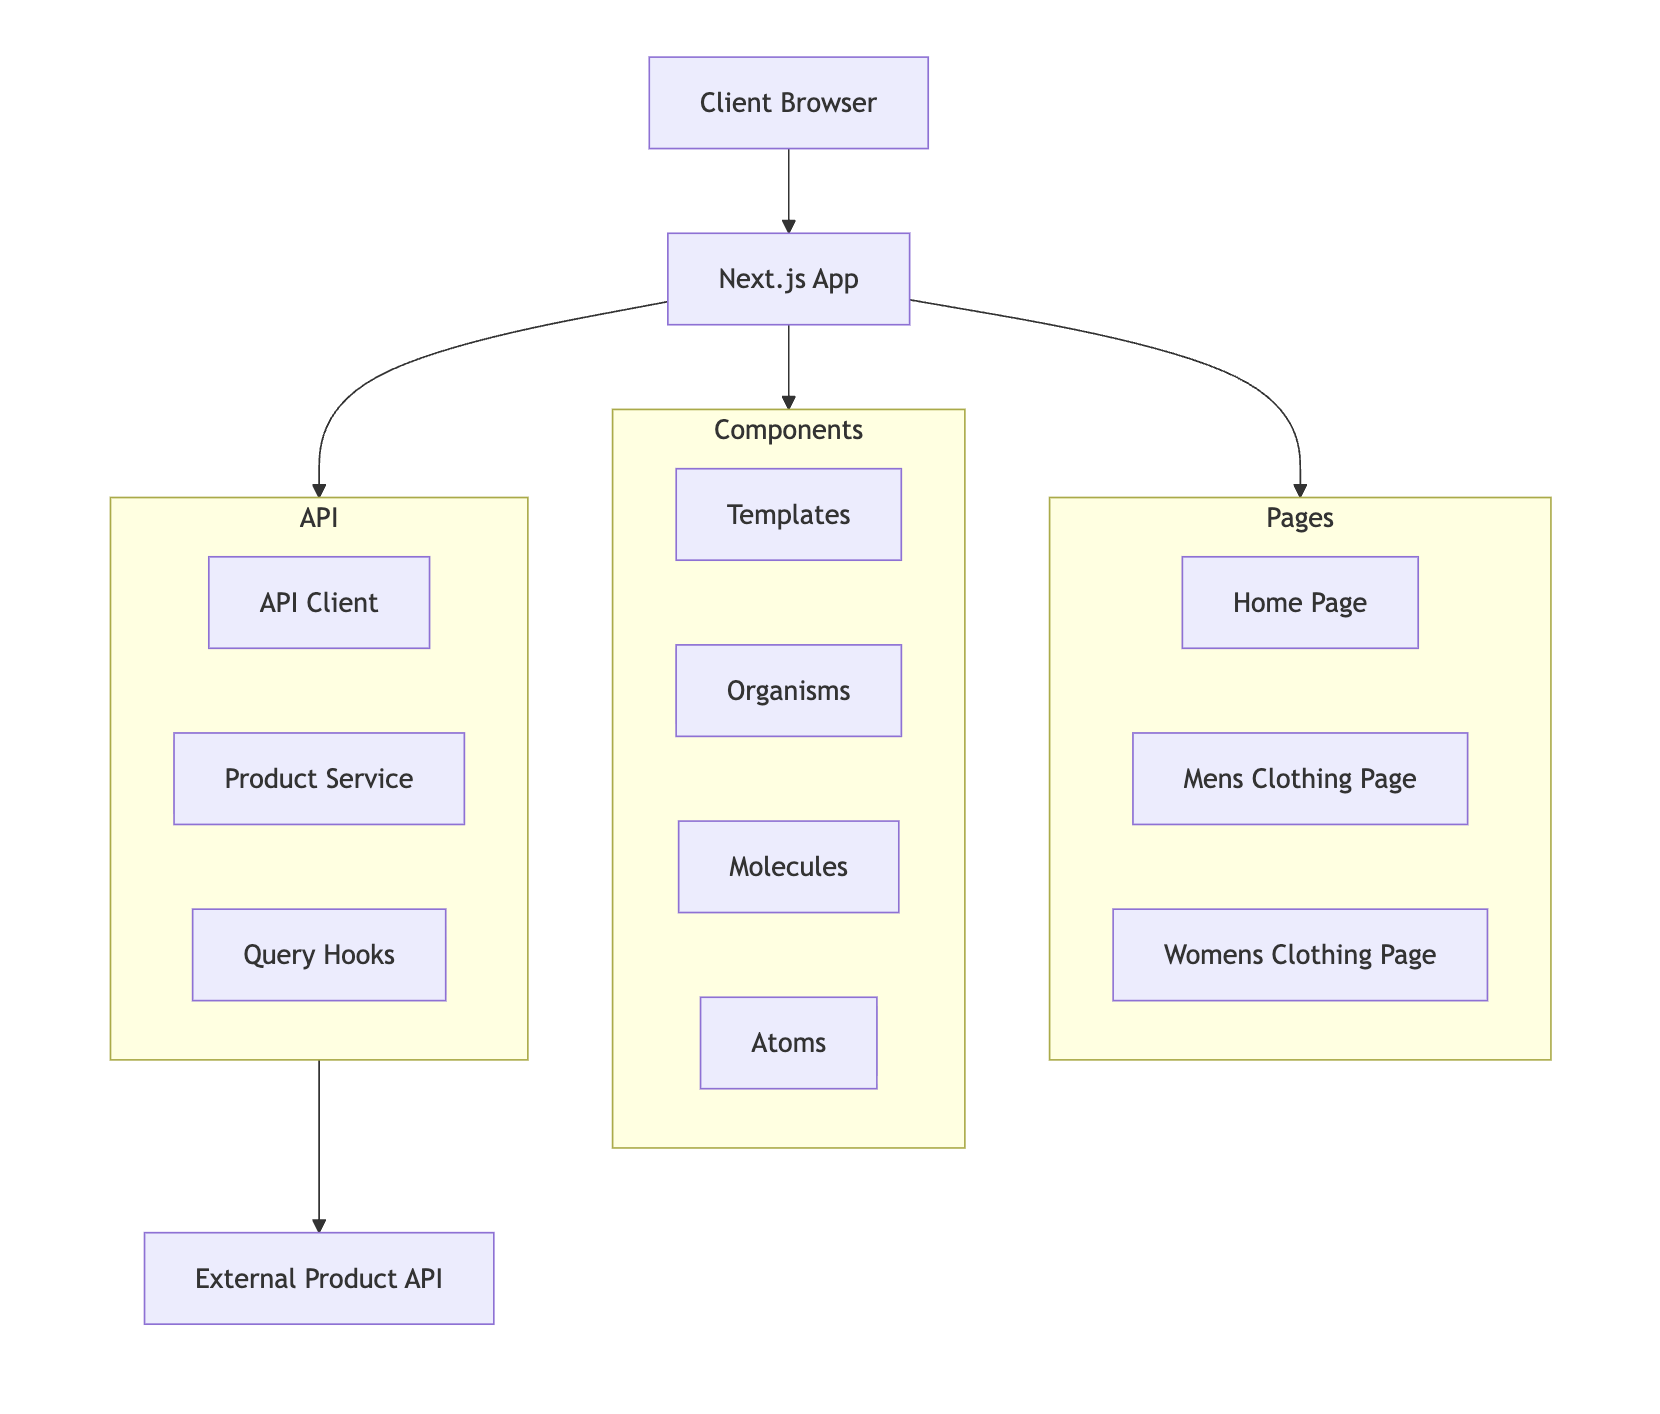 Client Browser
Next.js App
API
API Client
Product Service
Query Hooks
Components
Templates
Organisms
Molecules
Atoms
Pages
Home Page
Mens Clothing Page
Womens Clothing Page
External Product API